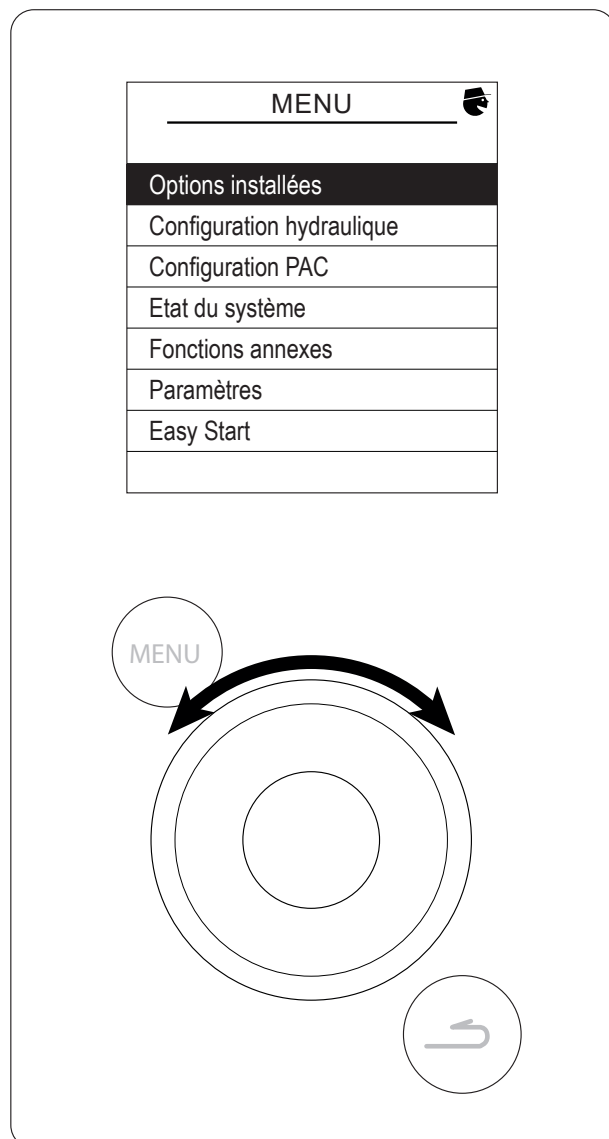 MENU
Options installées
Configuration hydraulique
Configuration PAC
Etat du système
Fonctions annexes
Paramètres
Easy Start
MENU